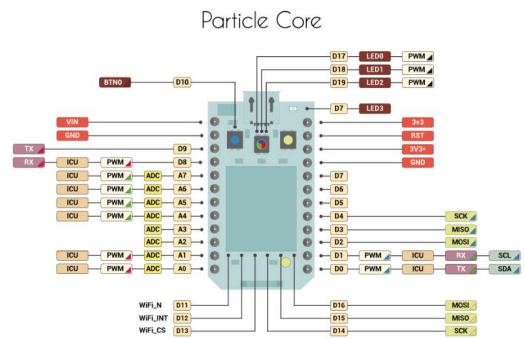 Particle Core
D17 LED0 PWM
D18 LED1 PWM
BTN0 D10 D19 LED2 PWM
D7 LED3
VIN 3v3
GND RST
TX D9 3V3*
RX ICU PWM D8 GND
ICU PWM ADC A7 D7
ICU PWM ADC A6 D6
ICU PWM ADC A5 D5
ICU PWM ADC A4 D4 SCK
ADC A3 D3 MISO
ADC A2 D2 MOSI
ICU PWM ADC A1 D1 PWM ICU RX SCL
ICU PWM ADC A0 D0 PWM ICU TX SDA
WiFi_N D11 D16 MOSI
WiFi_INT D12 D15 MISO
WiFi_CS D13 D14 SCK